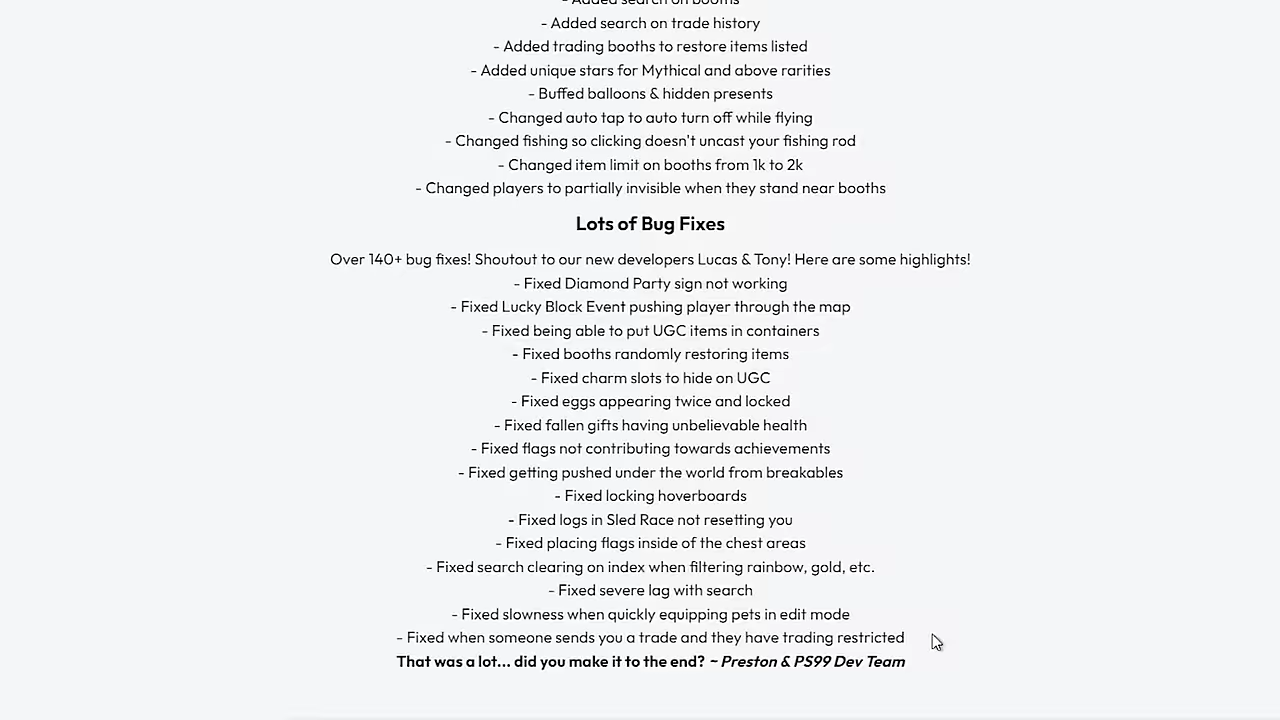 - Added search on booths
- Added search on trade history
- Added trading booths to restore items listed
- Added unique stars for Mythical and above rarities
- Buffed balloons & hidden presents
- Changed auto tap to auto turn off while flying
- Changed fishing so clicking doesn't uncast your fishing rod
- Changed item limit on booths from 1k to 2k
- Changed players to partially invisible when they stand near booths
Lots of Bug Fixes
Over 140+ bug fixes! Shoutout to our new developers Lucas & Tony! Here are some highlights!
- Fixed Diamond Party sign not working
- Fixed Lucky Block Event pushing player through the map
- Fixed being able to put UGC items in containers
- Fixed booths randomly restoring items
- Fixed charm slots to hide on UGC
- Fixed eggs appearing twice and locked
- Fixed fallen gifts having unbelievable health
- Fixed flags not contributing towards achievements
- Fixed getting pushed under the world from breakables
- Fixed locking hoverboards
- Fixed logs in Sled Race not resetting you
- Fixed placing flags inside of the chest areas
- Fixed search clearing on index when filtering rainbow, gold, etc.
- Fixed severe lag with search
- Fixed slowness when quickly equipping pets in edit mode
- Fixed when someone sends you a trade and they have trading restricted
That was a lot... did you make it to the end? ~ Preston & PS99 Dev Team